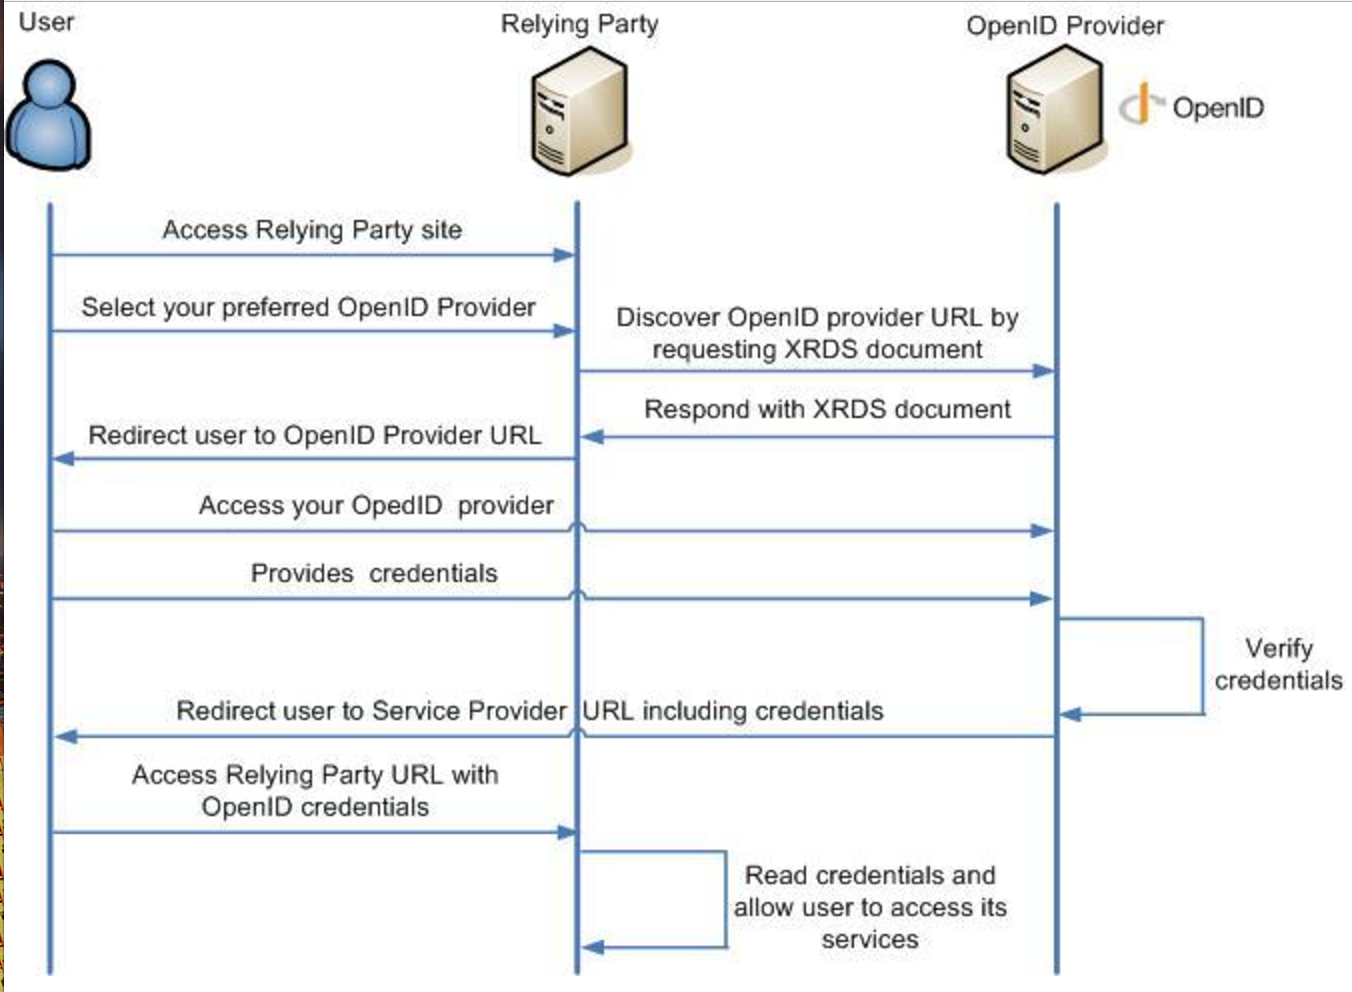 User
Relying Party
OpenID Provider
OpenID
Access Relying Party site
Select your preferred OpenID Provider
Discover OpenID provider URL by
requesting XRDS document
Respond with XRDS document
Redirect user to OpenID Provider URL
Access your OpedID provider
Provides credentials
Verify
credentials
Redirect user to Service Provider URL including credentials
Access Relying Party URL with
OpenID credentials
Read credentials and
allow user to access its
services